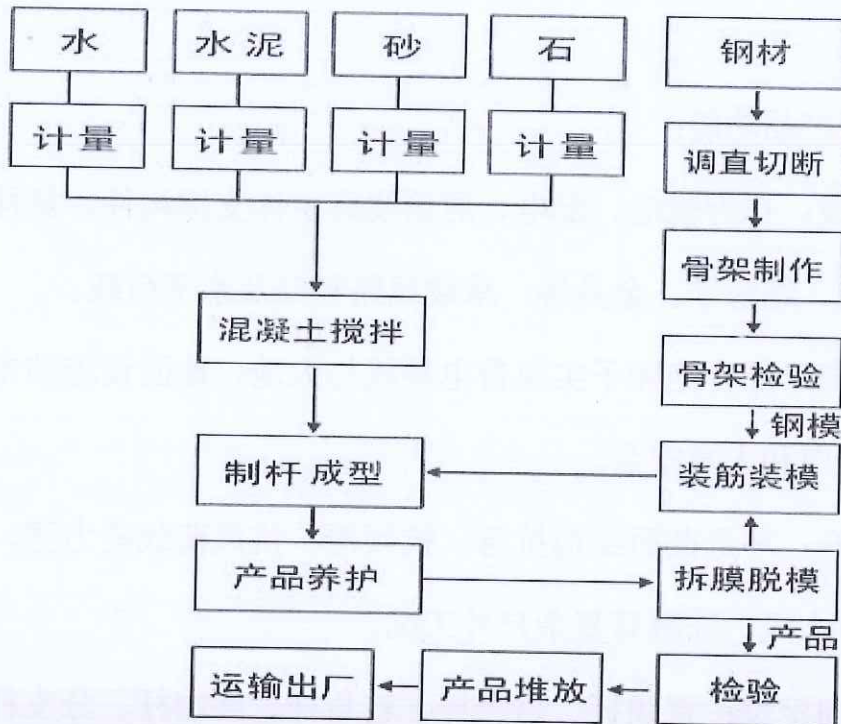 水 水泥 砂 石 钢材
计量 计量 计量 计量 调直切断
骨架制作
混凝土搅拌
骨架检验
钢模
制杆成型 装筋装模
产品养护 拆膜脱模
产品
运输出厂 产品堆放 检验